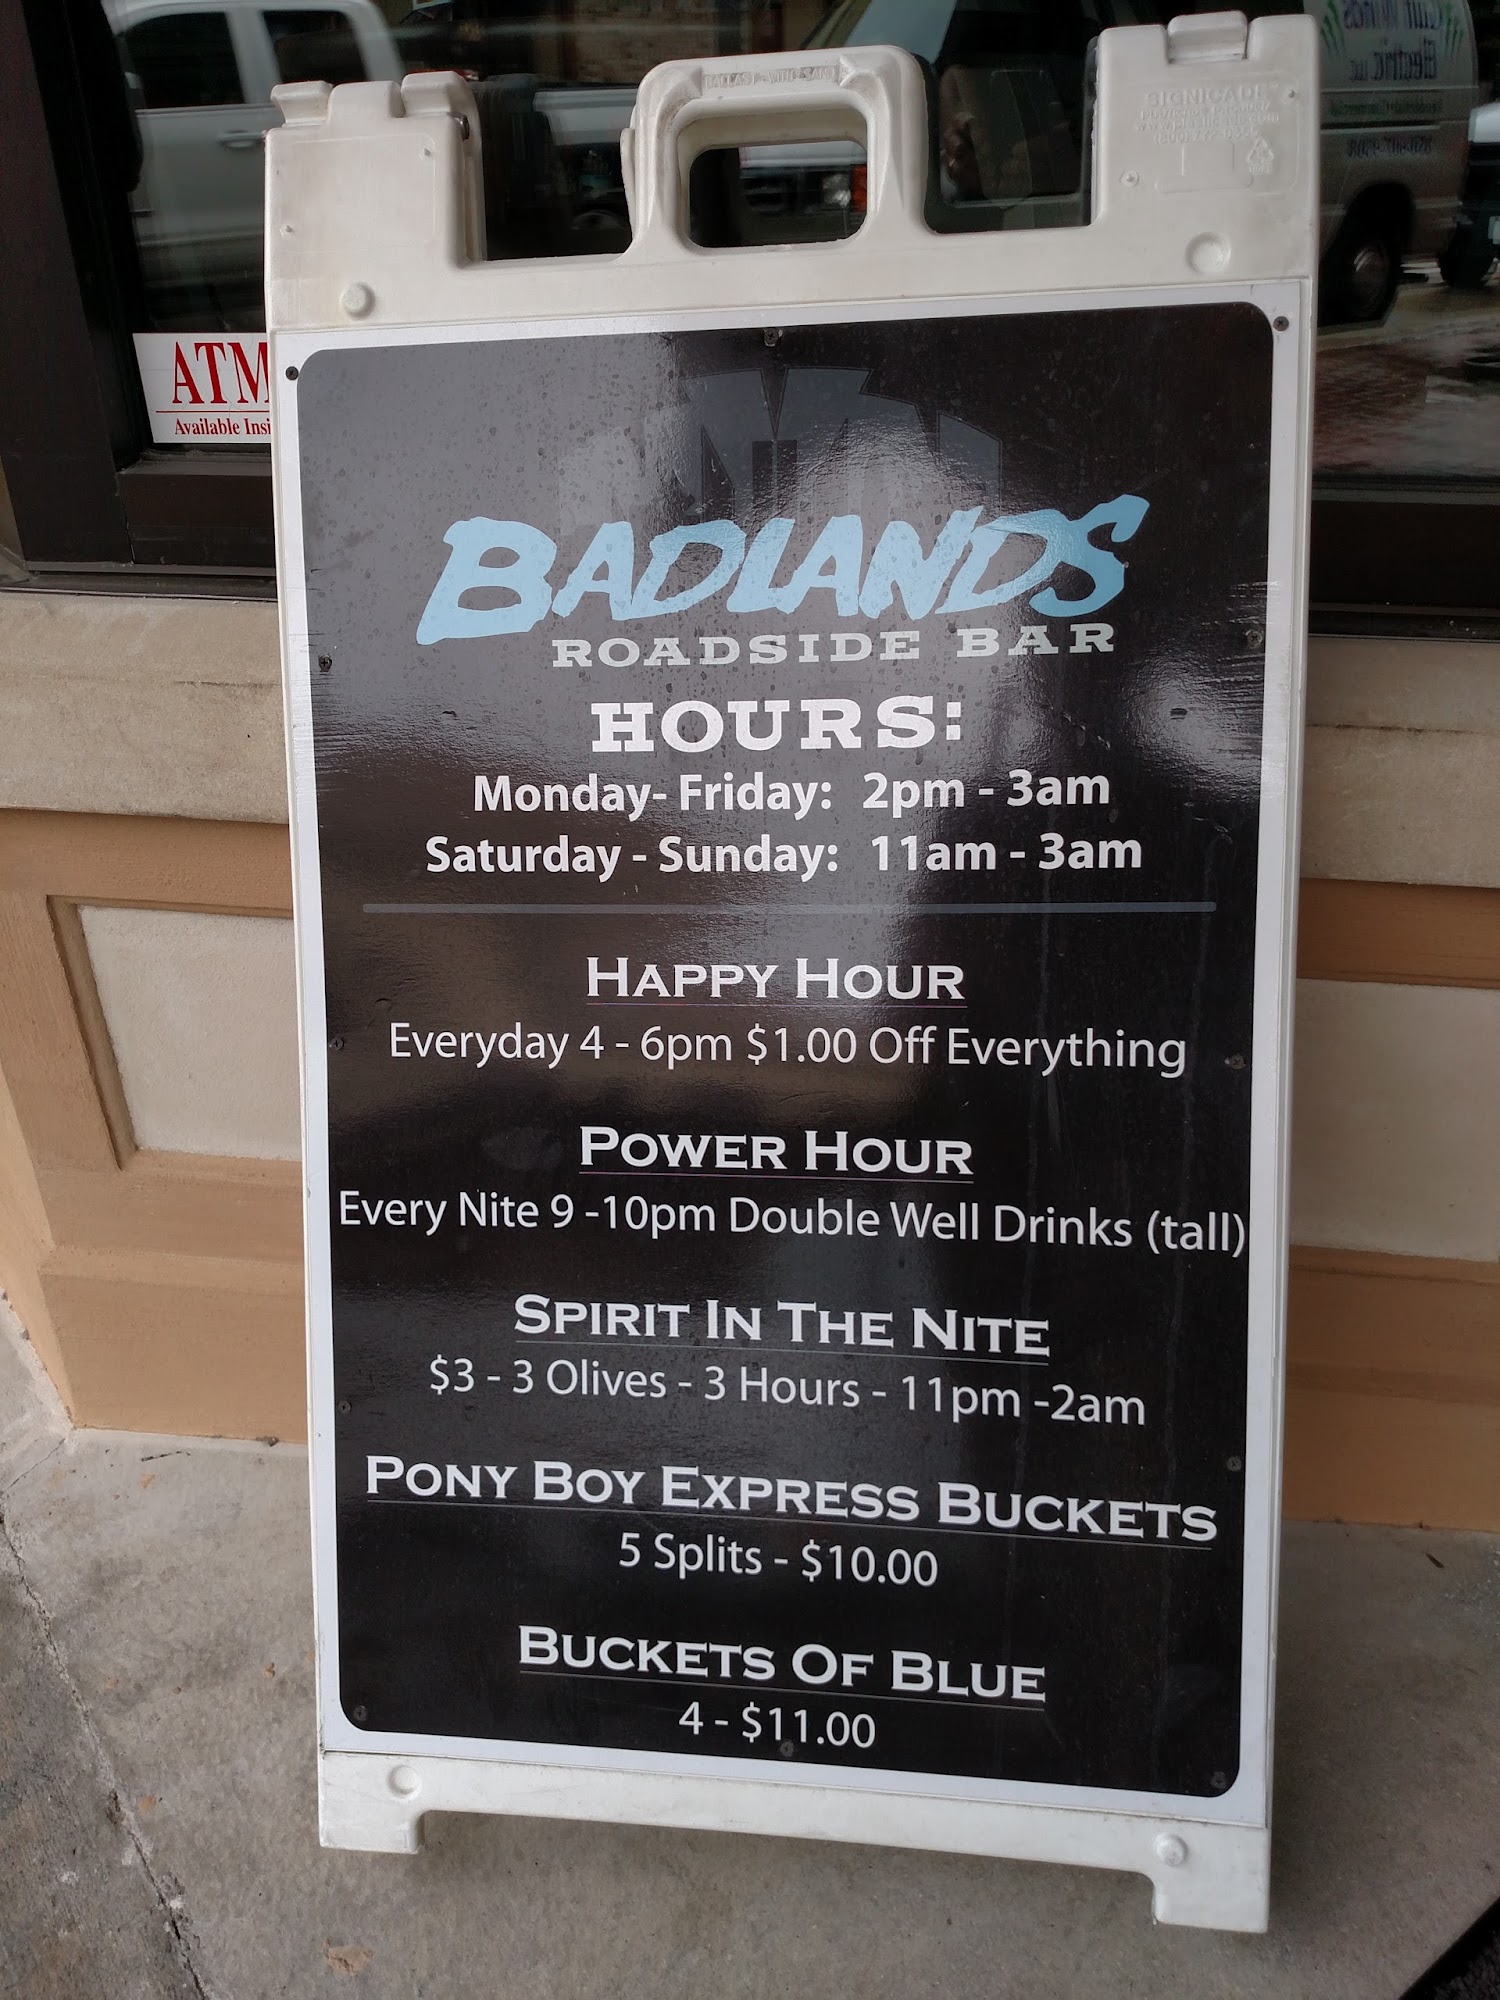 SIGNICADE
ATM
Available Insi
BADLANDS
ROADSIDE BAR
HOURS:
Monday- Friday: 2pm - 3am
Saturday - Sunday: 11am - 3am
HAPPY HOUR
Everyday 4 - 6pm $1.00 Off Everything
POWER HOUR
Every Nite 9 -10pm Double Well Drinks (tall)
SPIRIT IN THE NITE
$3 - 3 Olives - 3 Hours - 11pm -2am
PONY BOY EXPRESS BUCKETS
5 Splits - $10.00
BUCKETS OF BLUE
4 - $11.00